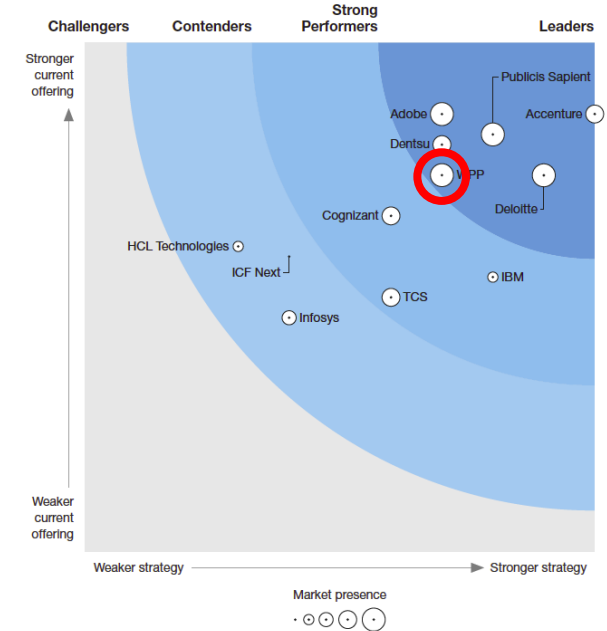 Challengers
Contenders
Strong
Performers
Leaders
Stronger
current
offering
Publicis Sapient
Adobe
Accenture
Dentsu
WPP
Deloitte
Cognizant
HCL Technologies
ICF Next
IBM
TCS
Infosys
Weaker
current
offering
Weaker strategy
Stronger strategy
Market presence